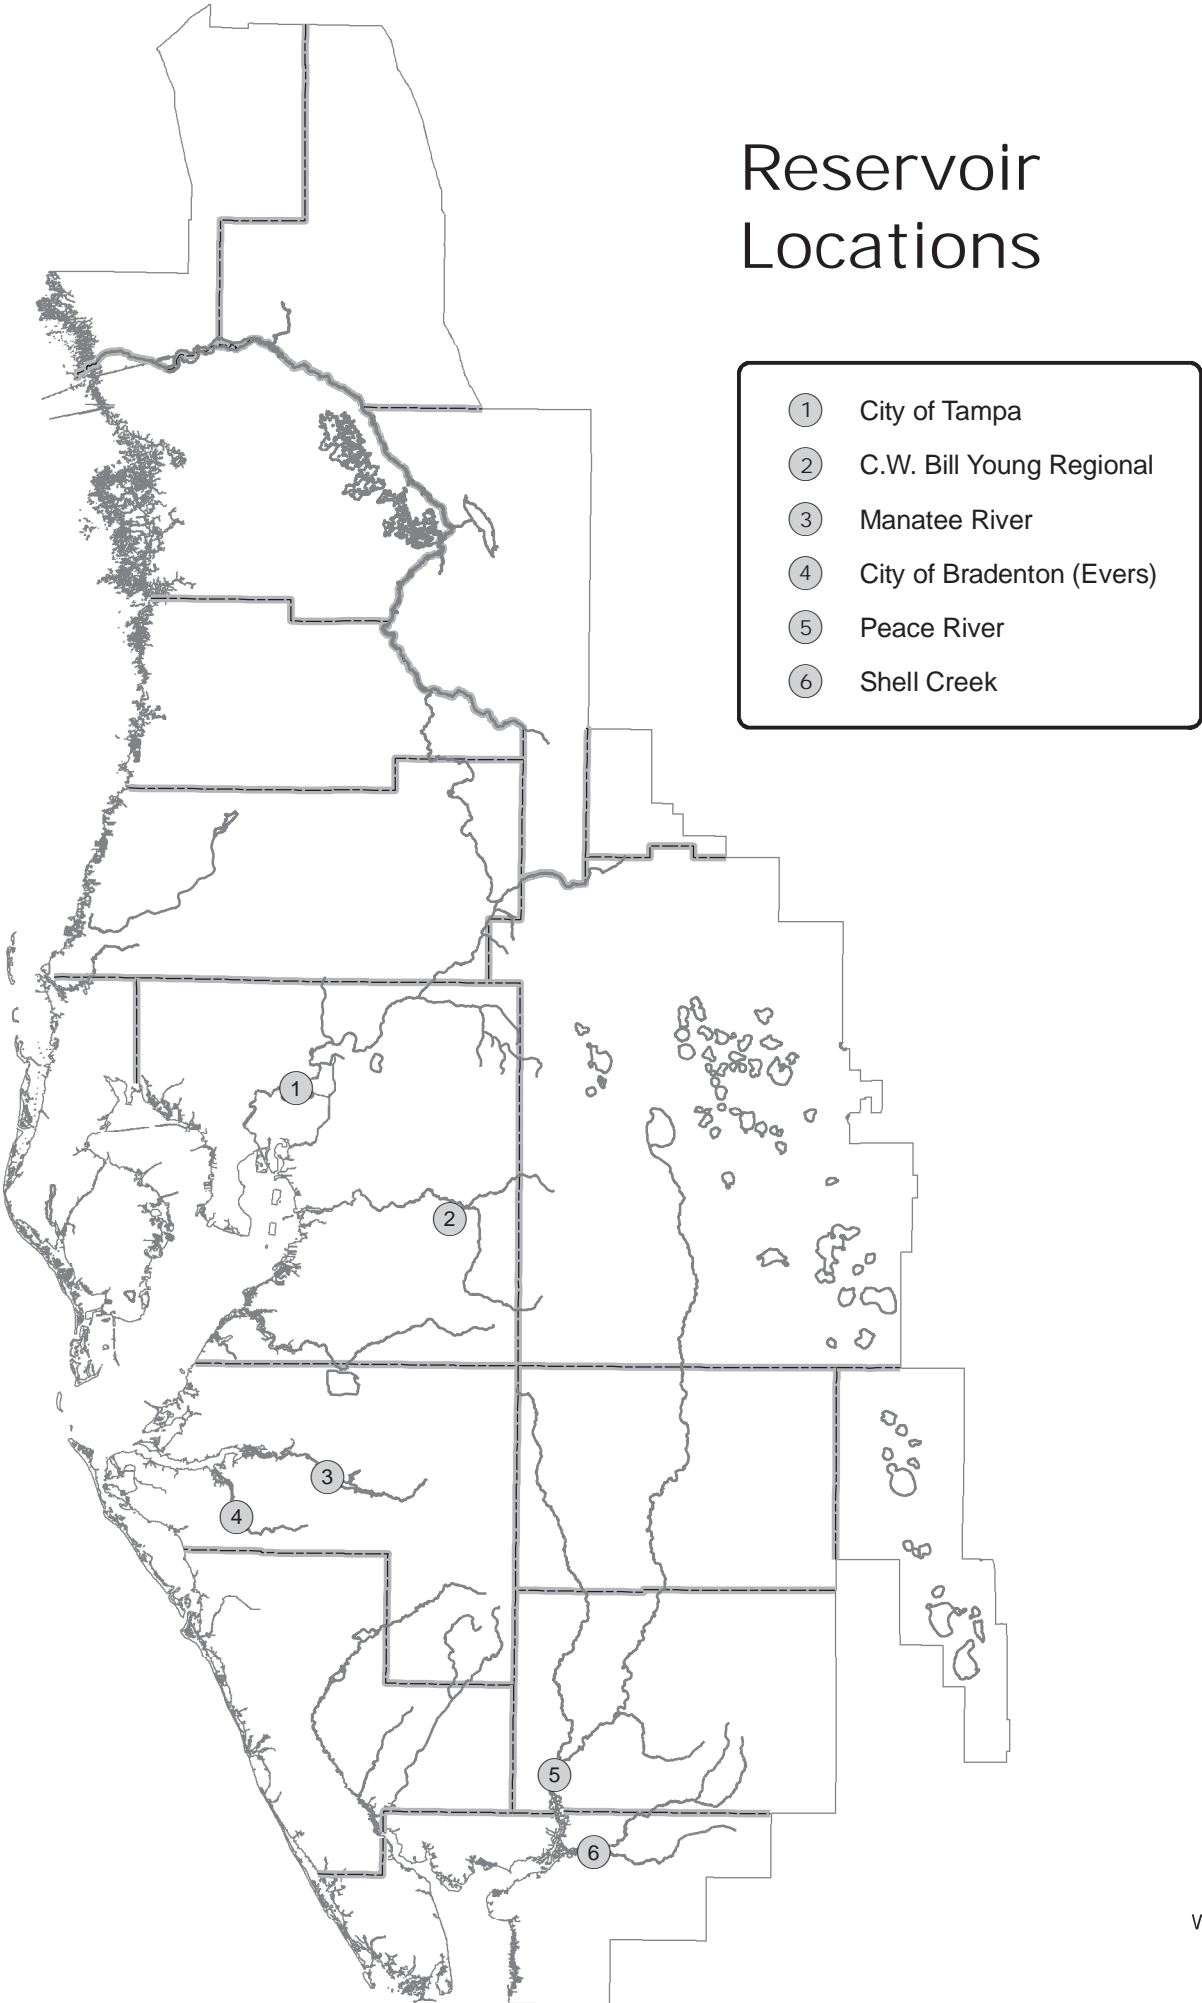 Reservoir
Locations
1 City of Tampa
2 C.W. Bill Young Regional
3 Manatee River
4 City of Bradenton (Evers)
5 Peace River
6 Shell Creek
1
2
3
4
5
6